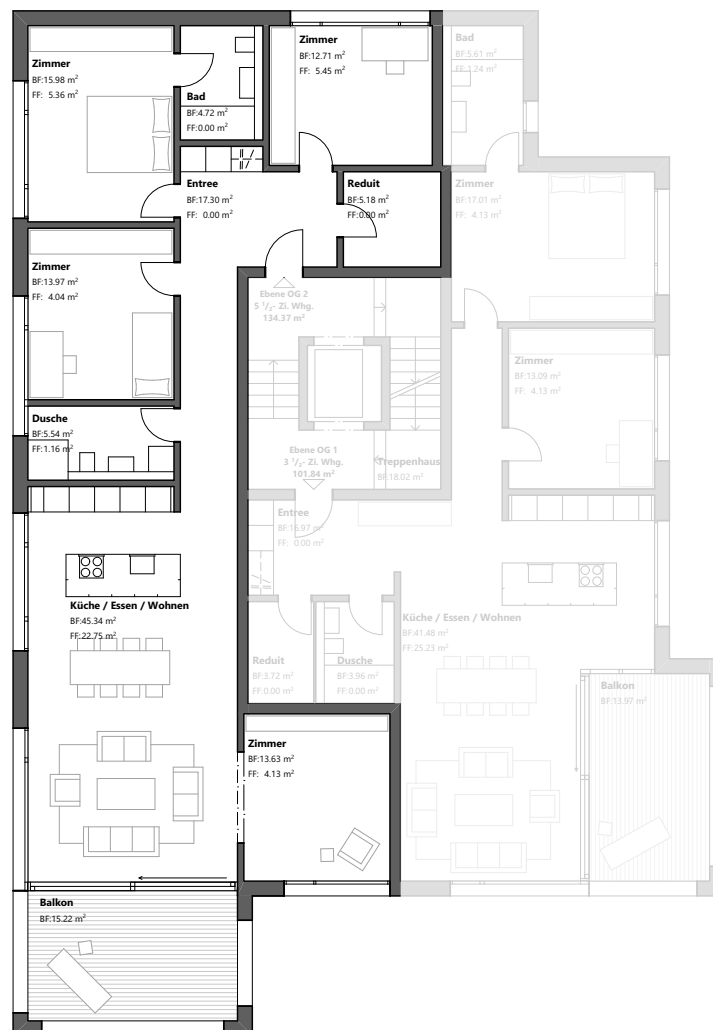 Zimmer
BF:15.98 m²
FF: 5.36 m²
Bad
BF:4.72 m²
FF:0.00 m²
Zimmer
BF:12.71 m²
FF: 5.45 m²
Bad
BF:5.61 m²
FF:1.24 m²
Entree
BF:17.30 m²
FF: 0.00 m²
Reduit
BF:5.18 m²
FF:0.00 m²
Zimmer
BF:17.01 m²
FF: 4.13 m²
Zimmer
BF:13.97 m²
FF: 4.04 m²
Ebene OG 2
5 ¹/₂- Zi. Whg.
134.37 m²
Zimmer
BF:13.09 m²
FF: 4.13 m²
Dusche
BF:5.54 m²
FF:1.16 m²
Ebene OG 1
3 ¹/₂- Zi. Whg.
101.84 m²
Treppenhaus
BF:18.02 m²
Entree
BF:16.97 m²
FF: 0.00 m²
Küche / Essen / Wohnen
BF:45.34 m²
FF:22.75 m²
Küche / Essen / Wohnen
BF:41.48 m²
FF:25.23 m²
Reduit
BF:3.72 m²
FF:0.00 m²
Dusche
BF:3.96 m²
FF:0.00 m²
Balkon
BF:13.97 m²
Zimmer
BF:13.63 m²
FF: 4.13 m²
Balkon
BF:15.22 m²